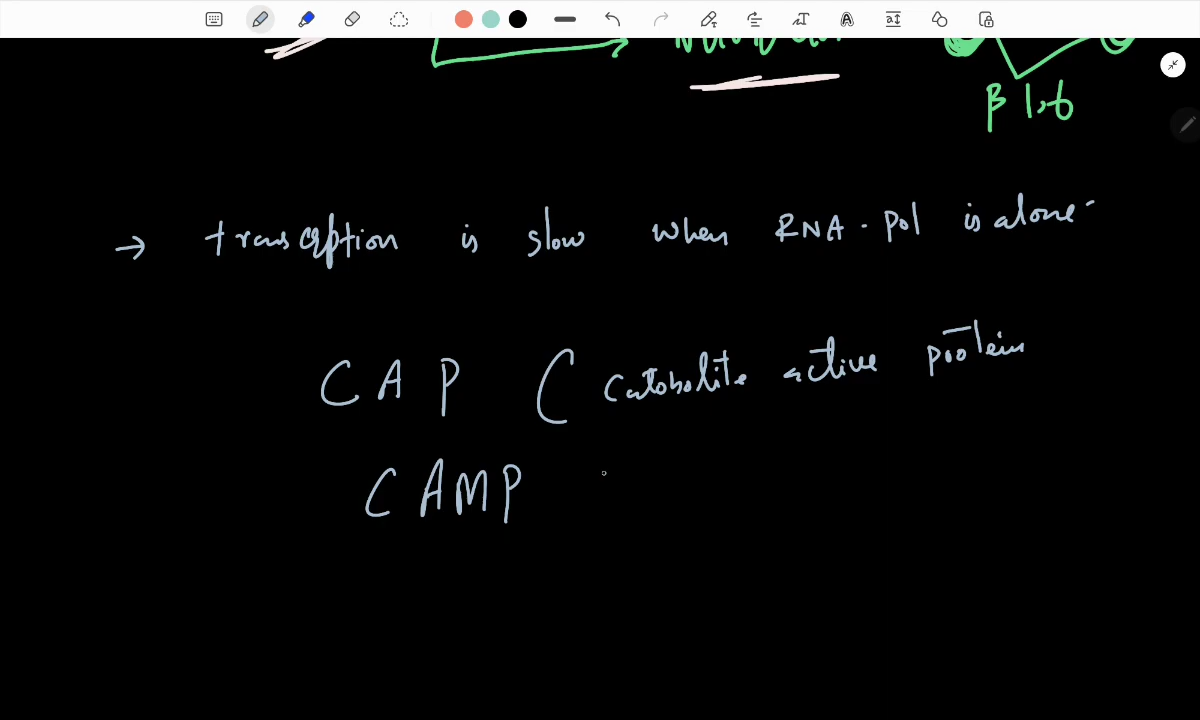 β 1,6
→ transcription is slow when RNA-Pol is alone-
CAP ( catabolite active protein
CAMP